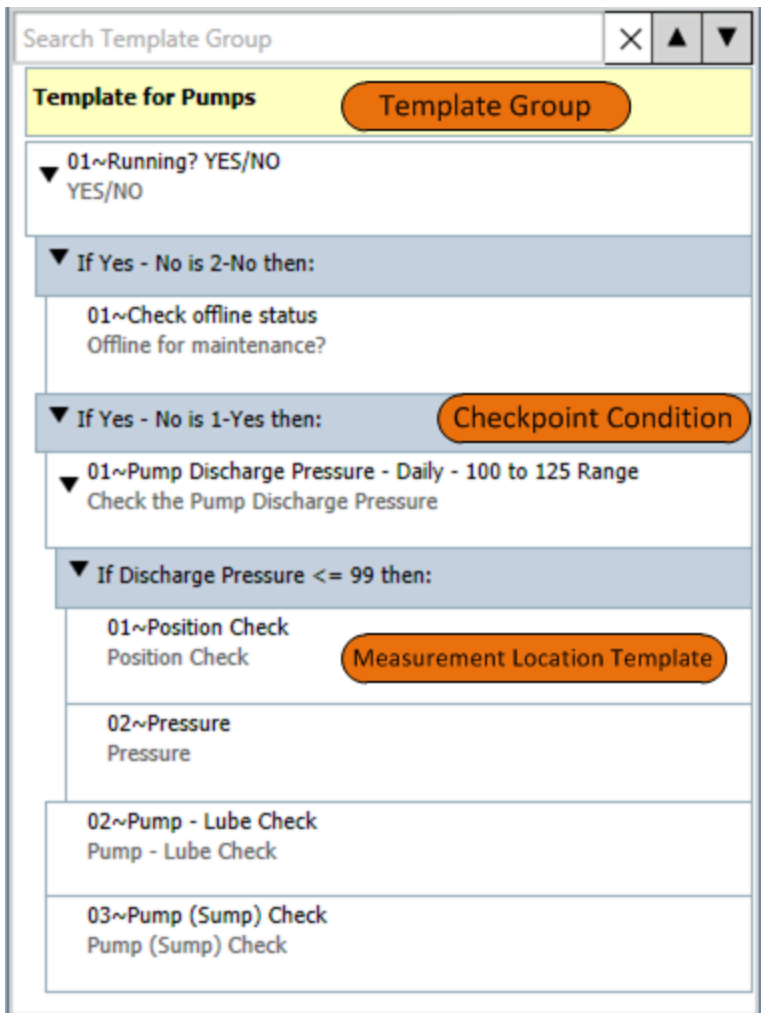 Search Template Group
Template for Pumps
Template Group
01~Running? YES/NO
YES/NO
If Yes - No is 2-No then:
01~Check offline status
Offline for maintenance?
If Yes - No is 1-Yes then:
Checkpoint Condition
01~Pump Discharge Pressure - Daily - 100 to 125 Range
Check the Pump Discharge Pressure
If Discharge Pressure <= 99 then:
01~Position Check
Position Check
Measurement Location Template
02~Pressure
Pressure
02~Pump - Lube Check
Pump - Lube Check
03~Pump (Sump) Check
Pump (Sump) Check